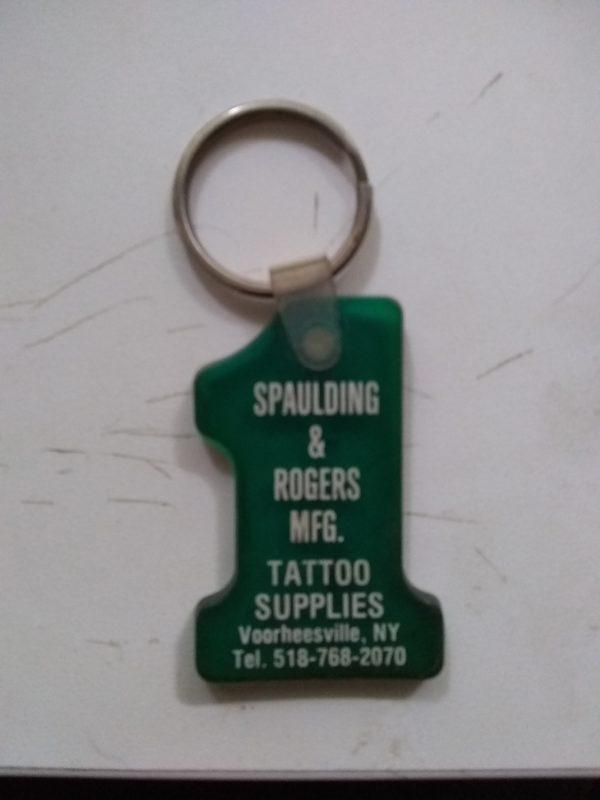 SPAULDING
&
ROGERS
MFG.
TATTOO
SUPPLIES
Voorheesville, NY
Tel. 518-768-2070